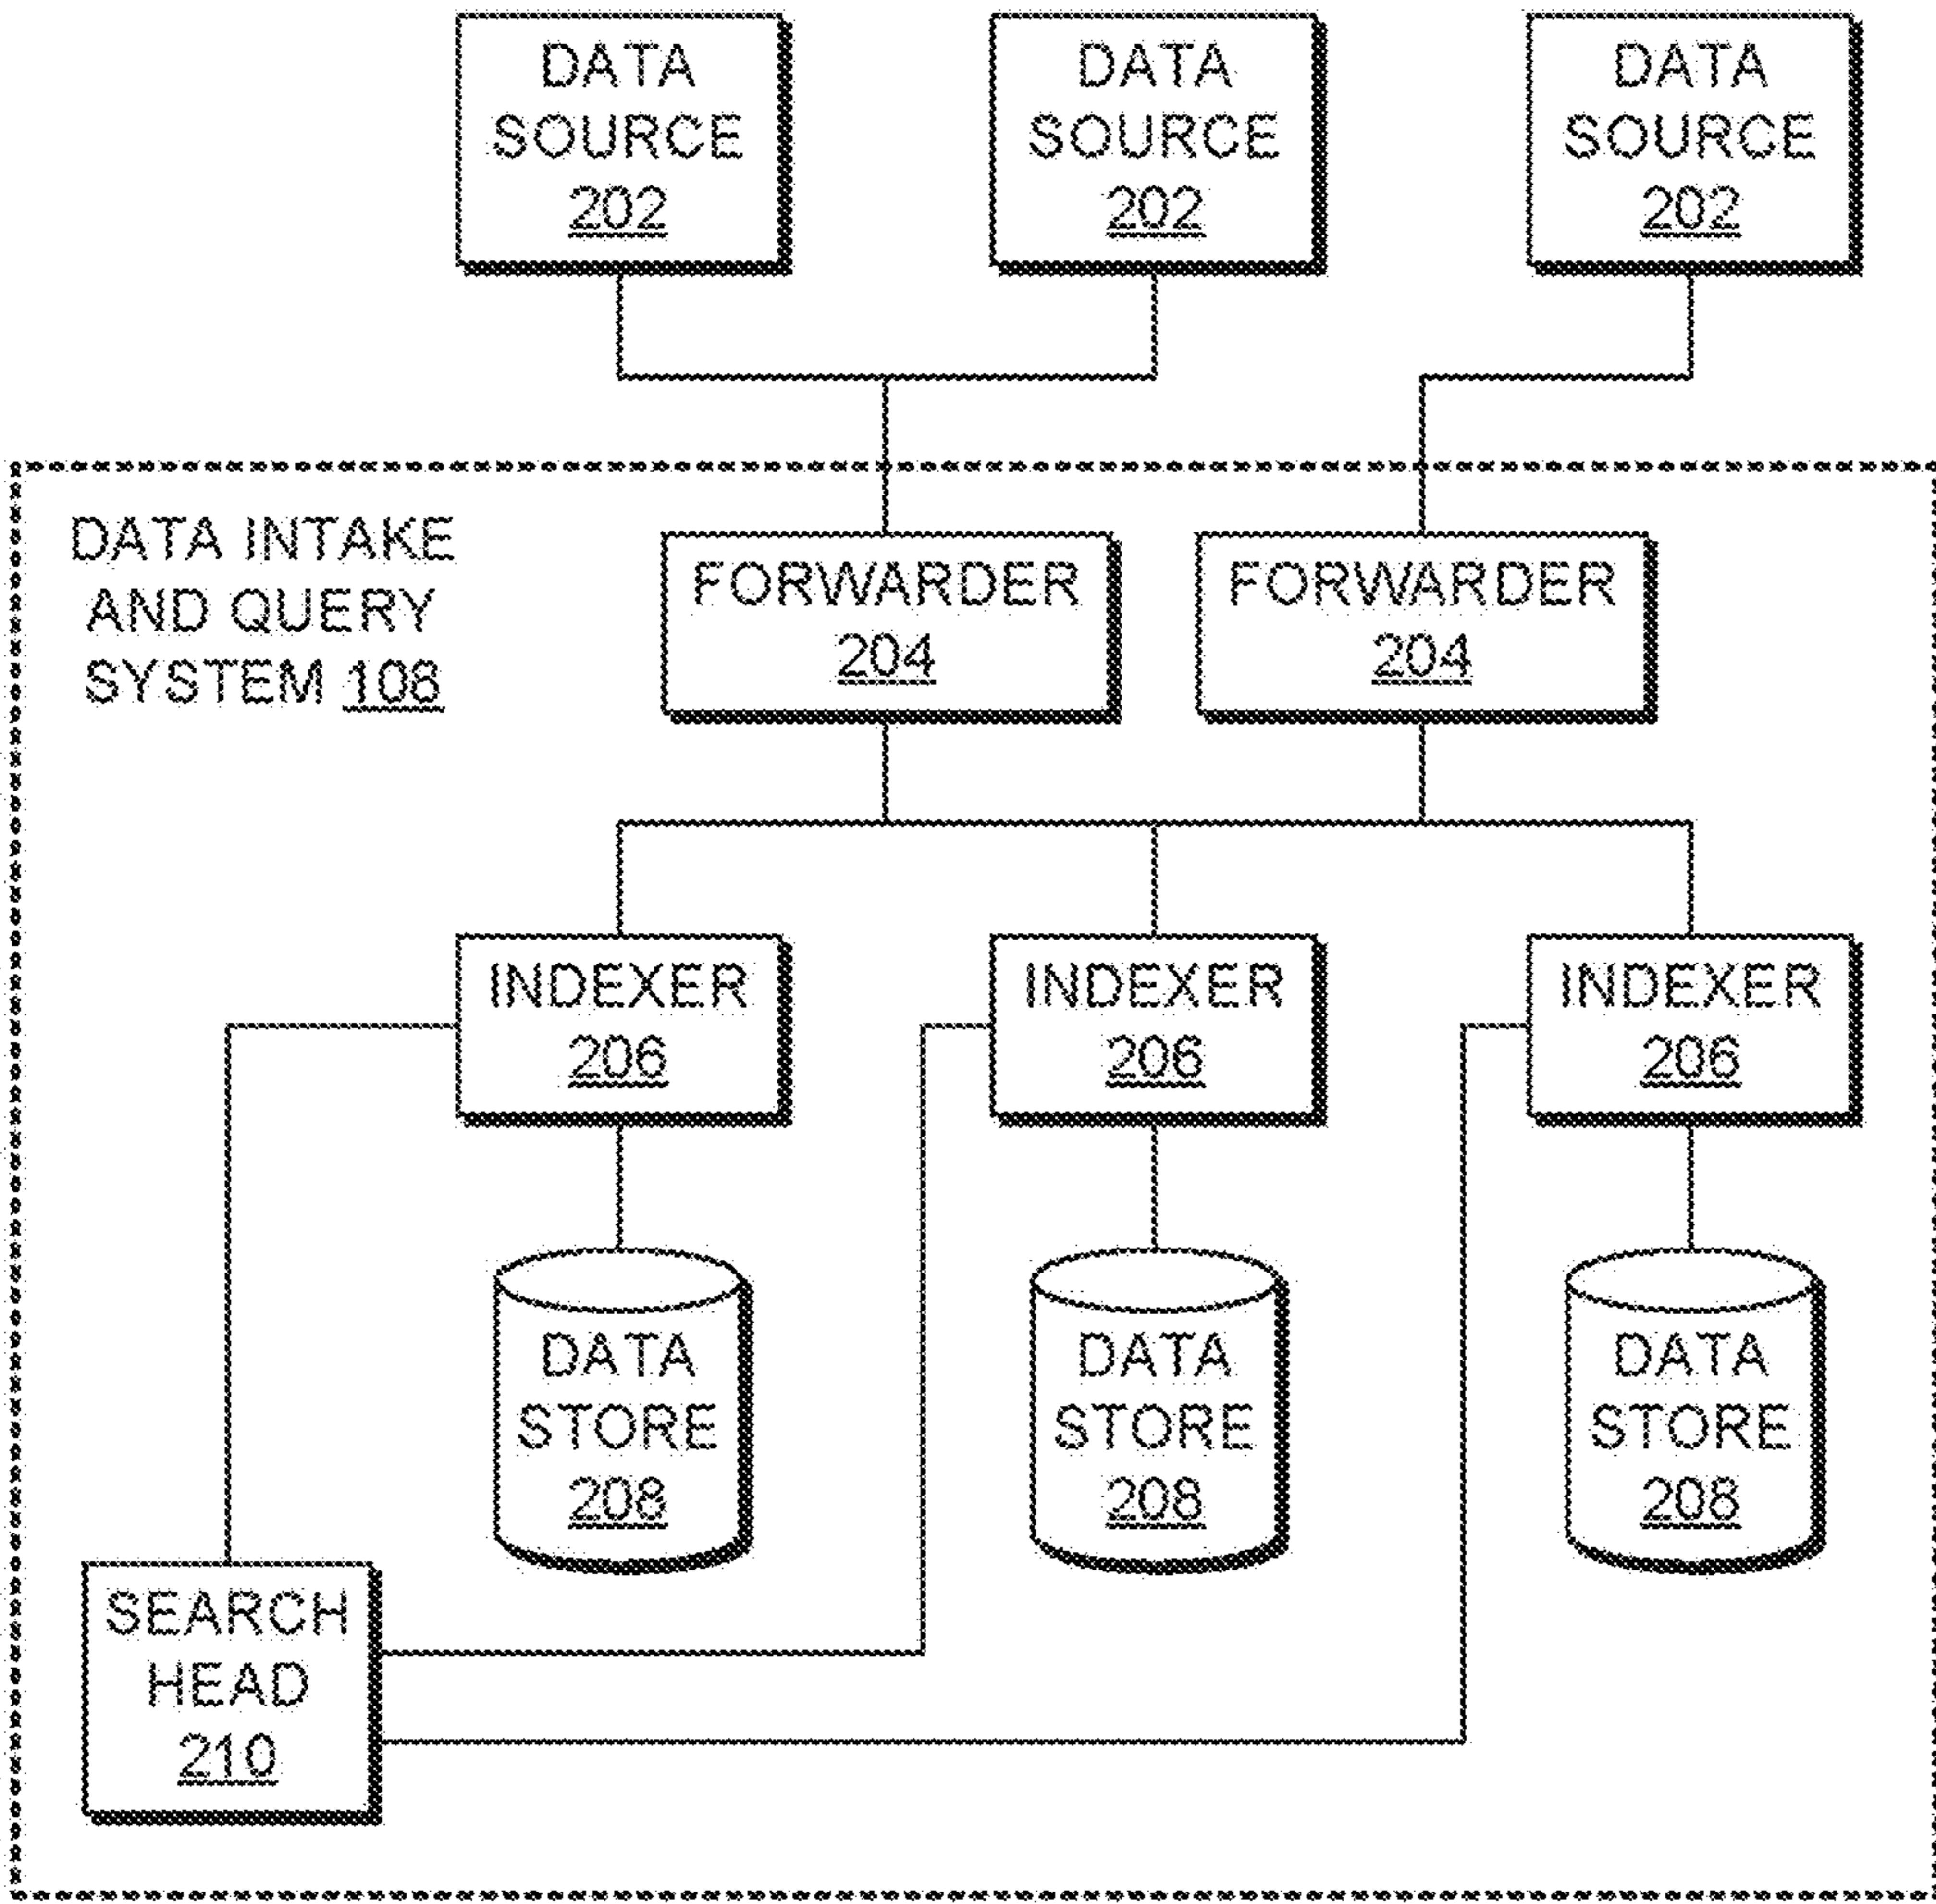 DATA
SOURCE
202
DATA
SOURCE
202
DATA
SOURCE
202
DATA INTAKE
AND QUERY
SYSTEM 108
FORWARDER
204
FORWARDER
204
INDEXER
206
INDEXER
206
INDEXER
206
DATA
STORE
208
DATA
STORE
208
DATA
STORE
208
SEARCH
HEAD
210